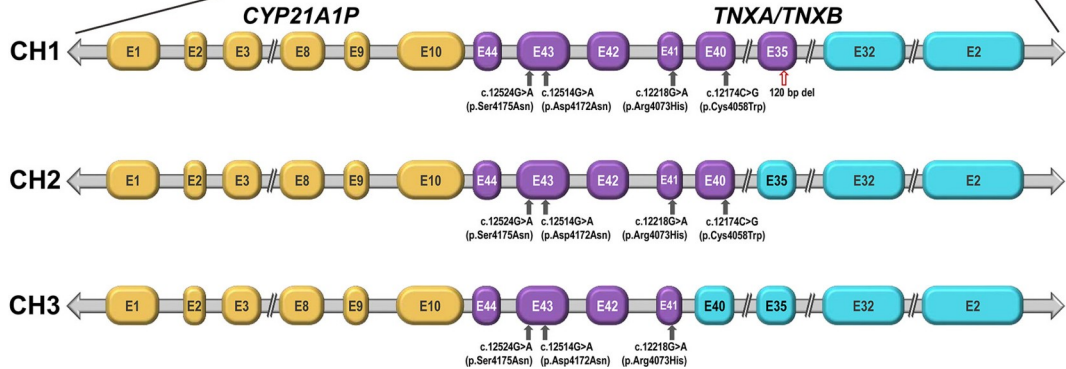 CYP21A1P TNXA/TNXB
CH1 E1 E2 E3 E8 E9 E10 E44 E43 E42 E41 E40 E35 E32 E2
c.12524G>A c.12514G>A c.12218G>A c.12174C>G 120 bp del
(p.Ser4175Asn) (p.Asp4172Asn) (p.Arg4073His) (p.Cys4058Trp)
CH2 E1 E2 E3 E8 E9 E10 E44 E43 E42 E41 E40 E35 E32 E2
c.12524G>A c.12514G>A c.12218G>A c.12174C>G
(p.Ser4175Asn) (p.Asp4172Asn) (p.Arg4073His) (p.Cys4058Trp)
CH3 E1 E2 E3 E8 E9 E10 E44 E43 E42 E41 E40 E35 E32 E2
c.12524G>A c.12514G>A c.12218G>A
(p.Ser4175Asn) (p.Asp4172Asn) (p.Arg4073His)